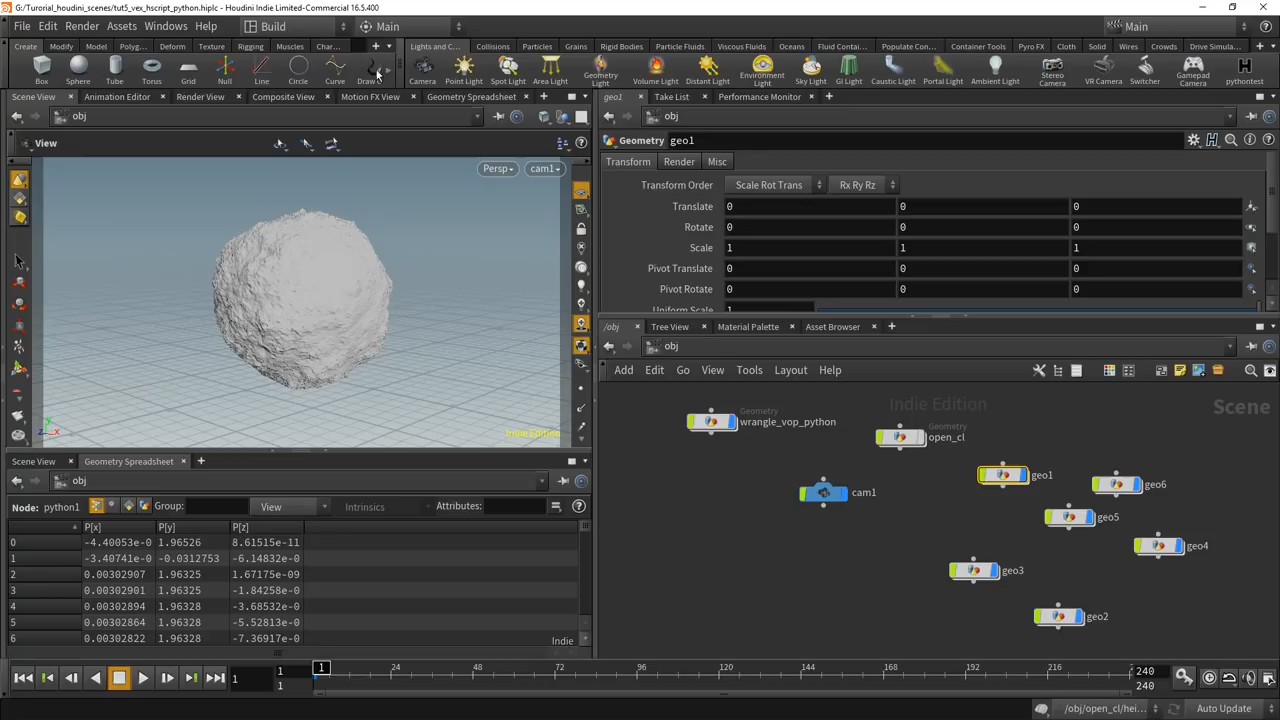 G:/Turorial_houdini_scenes/tut5_vex_hscript_python.hiplc - Houdini Indie Limited-Commercial 16.5.400
File Edit Render Assets Windows Help Build Main Main
Create Modify Model Polyg... Deform Texture Rigging Muscles Char... Lights and C... Collisions Particles Grains Rigid Bodies Particle Fluids Viscous Fluids Oceans Fluid Contai... Populate Con... Container Tools Pyro FX Cloth Solid Wires Crowds Drive Simula...
Box Sphere Tube Torus Grid Null Line Circle Curve Draw Camera Point Light Spot Light Area Light Geometry Light Volume Light Distant Light Environment Light Sky Light GI Light Caustic Light Portal Light Ambient Light Stereo Camera VR Camera Switcher Gamepad Camera pythontest
Scene View Animation Editor Render View Composite View Motion FX View Geometry Spreadsheet
obj
View
Persp cam1
Indie Edition
y
z x
geo1 Take List Performance Monitor
obj
Geometry geo1
Transform Render Misc
Transform Order Scale Rot Trans Rx Ry Rz
Translate 0 0 0
Rotate 0 0 0
Scale 1 1 1
Pivot Translate 0 0 0
Pivot Rotate 0 0 0
Uniform Scale 1
/obj Tree View Material Palette Asset Browser
obj
Add Edit Go View Tools Layout Help
Indie Edition Scene
Geometry
wrangle_vop_python
Geometry
open_cl
geo1
geo6
cam1
geo5
geo4
geo3
geo2
Scene View Geometry Spreadsheet
obj
Node: python1 Group: View Intrinsics Attributes:
P[x] P[y] P[z]
0 -4.40053e-0 1.96526 8.61515e-11
1 -3.40741e-0 -0.0312753 -6.14832e-0
2 0.00302907 1.96325 1.67175e-09
3 0.00302901 1.96325 -1.84258e-0
4 0.00302894 1.96328 -3.68532e-0
5 0.00302864 1.96328 -5.52813e-0
6 0.00302822 1.96328 -7.36917e-0
Indie
1 1 1 1 24 48 72 96 120 144 168 192 216 240 240
/obj/open_cl/hei... Auto Update